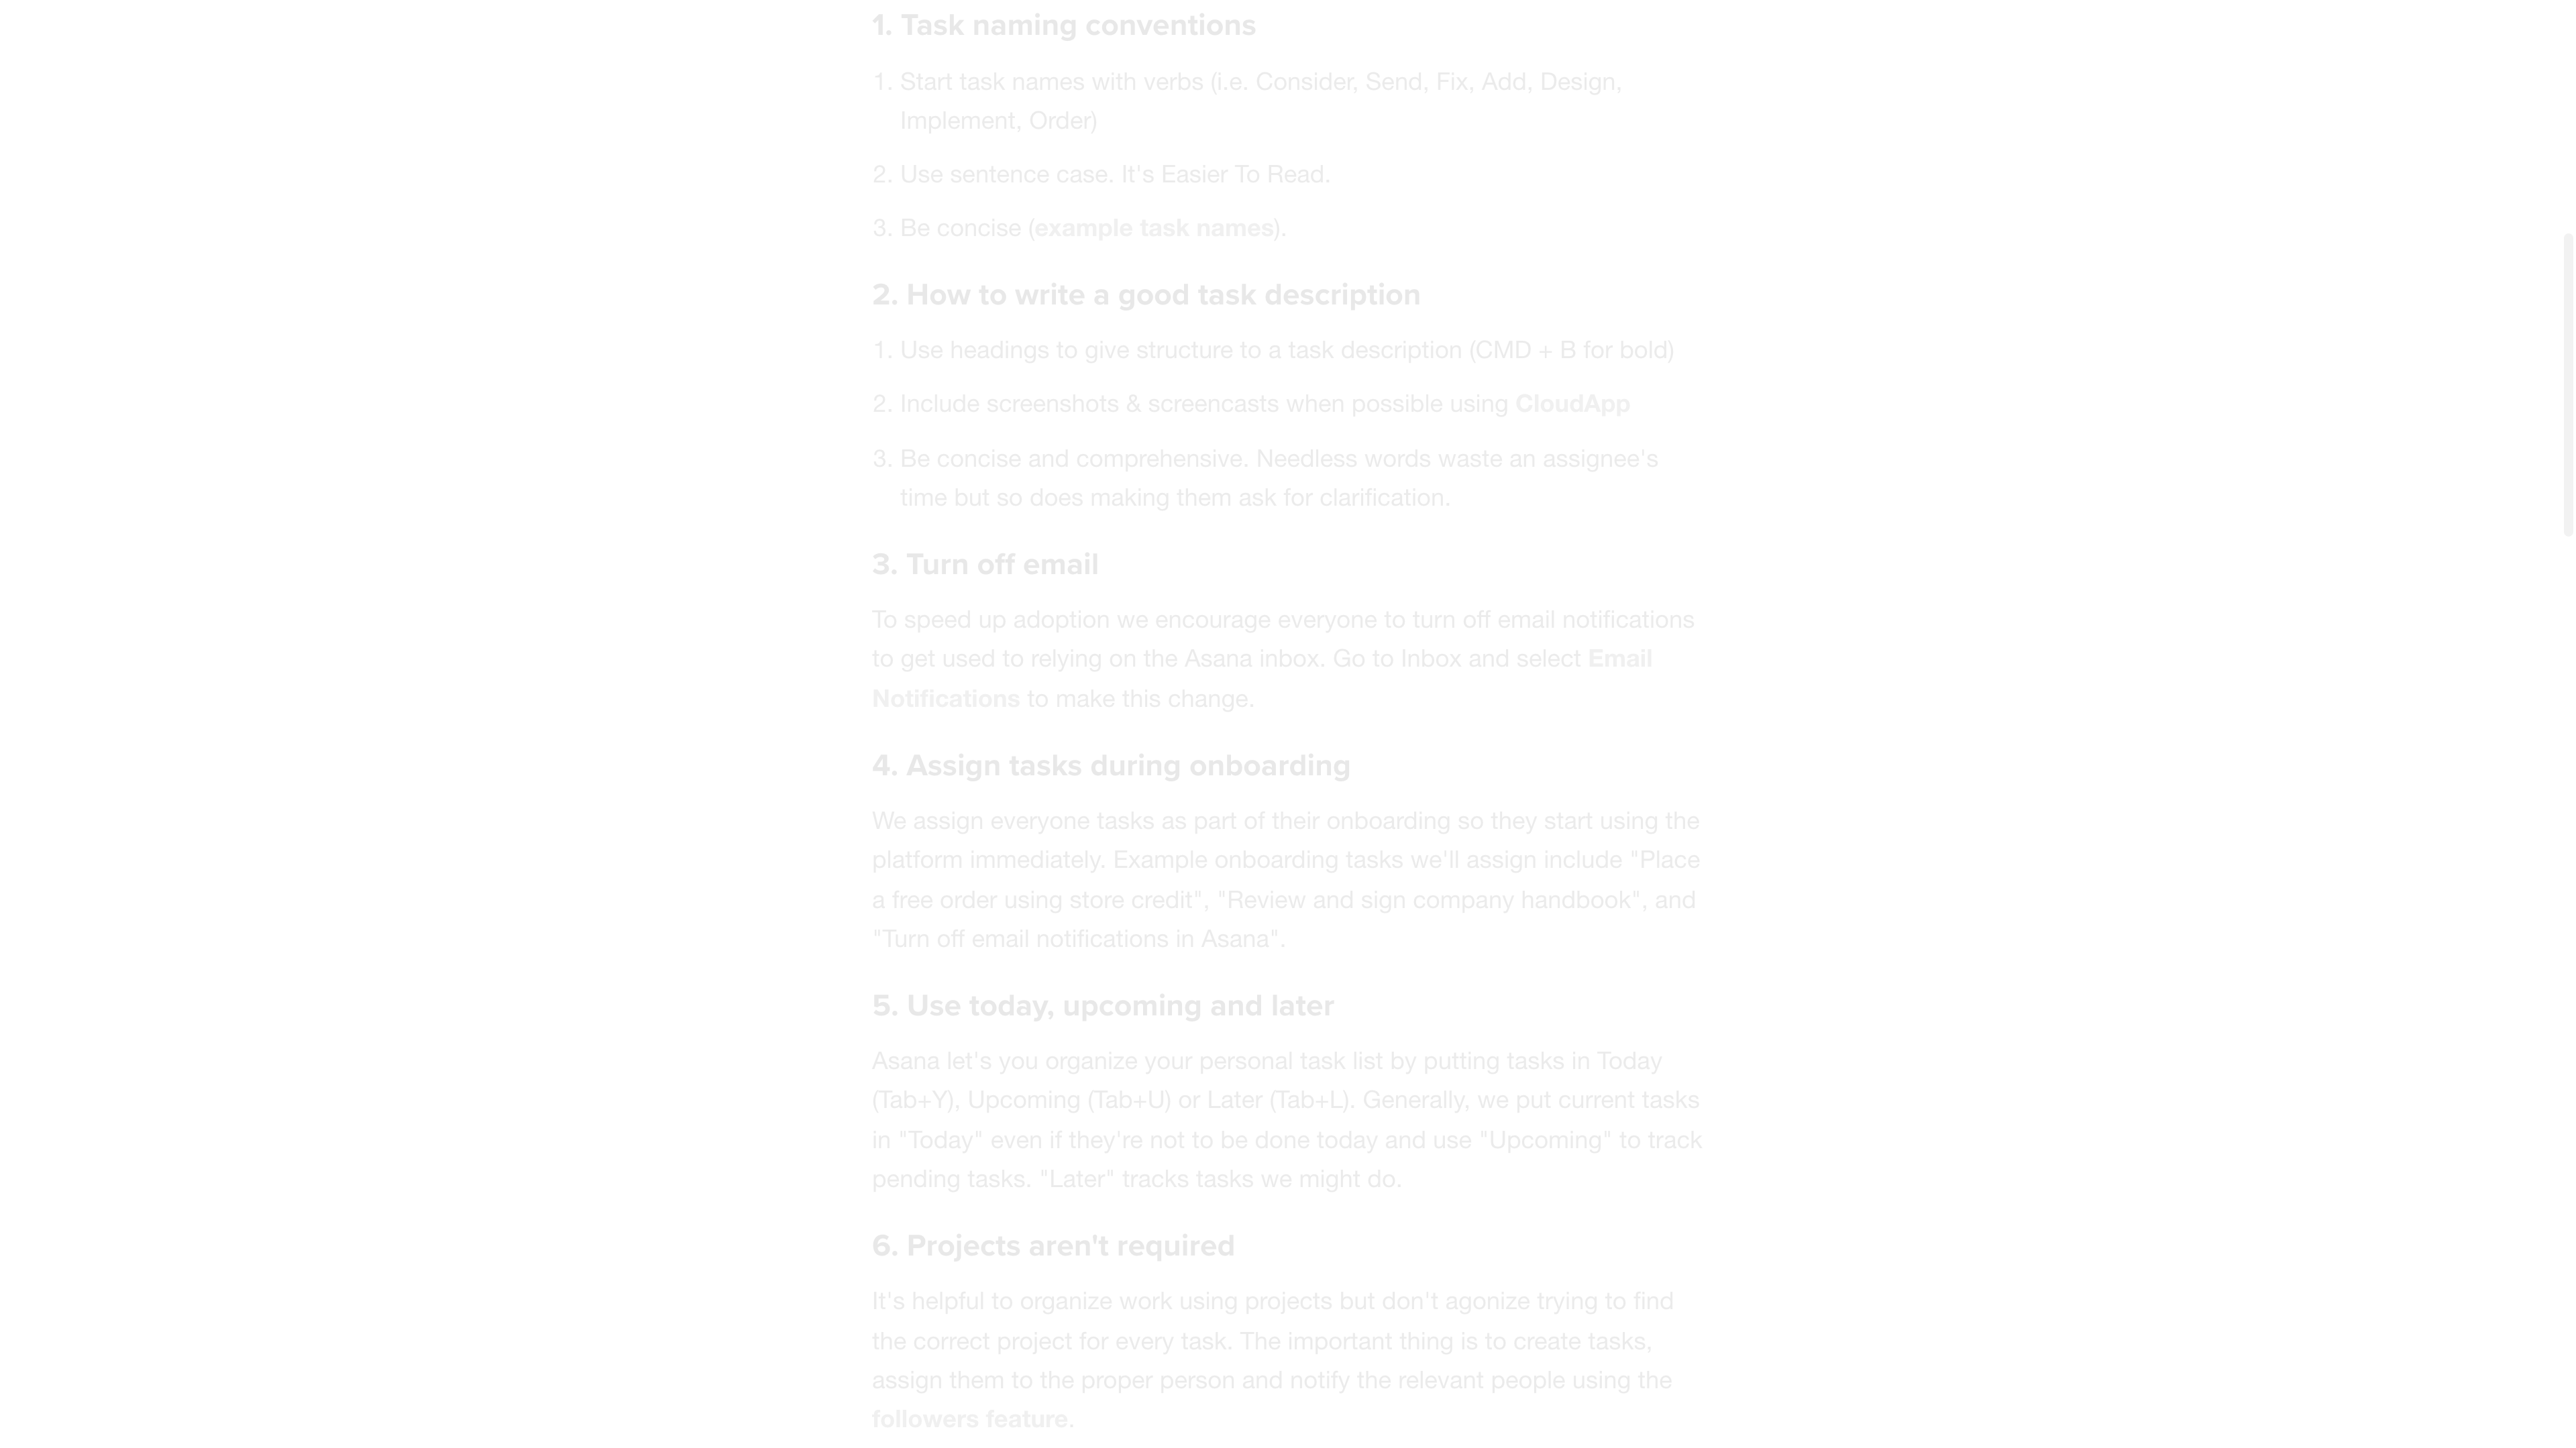 1. Task naming conventions
1. Start task names with verbs (i.e. Consider, Send, Fix, Add, Design,
Implement, Order)
2. Use sentence case. It's Easier To Read.
3. Be concise (example task names).
2. How to write a good task description
1. Use headings to give structure to a task description (CMD + B for bold)
2. Include screenshots & screencasts when possible using CloudApp
3. Be concise and comprehensive. Needless words waste an assignee's
time but so does making them ask for clarification.
3. Turn off email
To speed up adoption we encourage everyone to turn off email notifications
to get used to relying on the Asana inbox. Go to Inbox and select Email
Notifications to make this change.
4. Assign tasks during onboarding
We assign everyone tasks as part of their onboarding so they start using the
platform immediately. Example onboarding tasks we'll assign include "Place
a free order using store credit", "Review and sign company handbook", and
"Turn off email notifications in Asana".
5. Use today, upcoming and later
Asana let's you organize your personal task list by putting tasks in Today
(Tab+Y), Upcoming (Tab+U) or Later (Tab+L). Generally, we put current tasks
in "Today" even if they're not to be done today and use "Upcoming" to track
pending tasks. "Later" tracks tasks we might do.
6. Projects aren't required
It's helpful to organize work using projects but don't agonize trying to find
the correct project for every task. The important thing is to create tasks,
assign them to the proper person and notify the relevant people using the
followers feature.